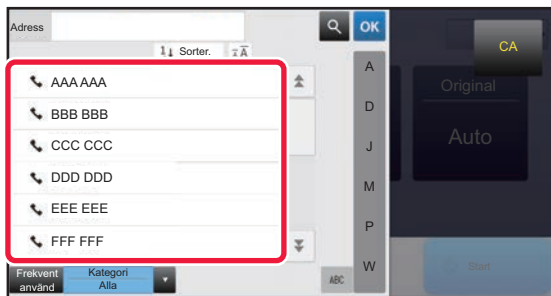 Adress
OK
CA
1↓ Sorter.
A
AAA AAA
Original
BBB BBB
D
Auto
CCC CCC
J
DDD DDD
M
EEE EEE
P
FFF FFF
W
Start
Frekvent använd
Kategori
Alla
ABC